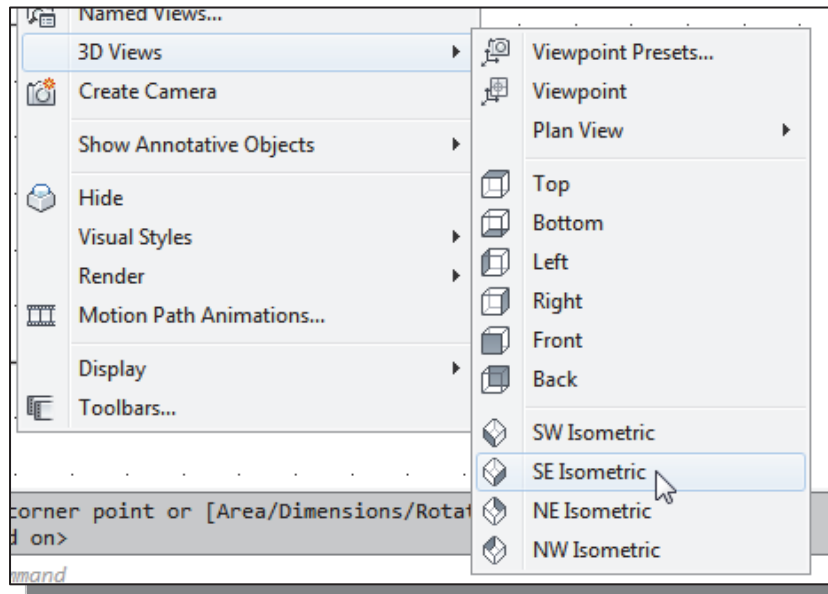 Named Views...
3D Views
Create Camera
Show Annotative Objects
Hide
Visual Styles
Render
Motion Path Animations...
Display
Toolbars...
Viewpoint Presets...
Viewpoint
Plan View
Top
Bottom
Left
Right
Front
Back
SW Isometric
SE Isometric
NE Isometric
NW Isometric
corner point or [Area/Dimensions/Rotat
d on>
mmand